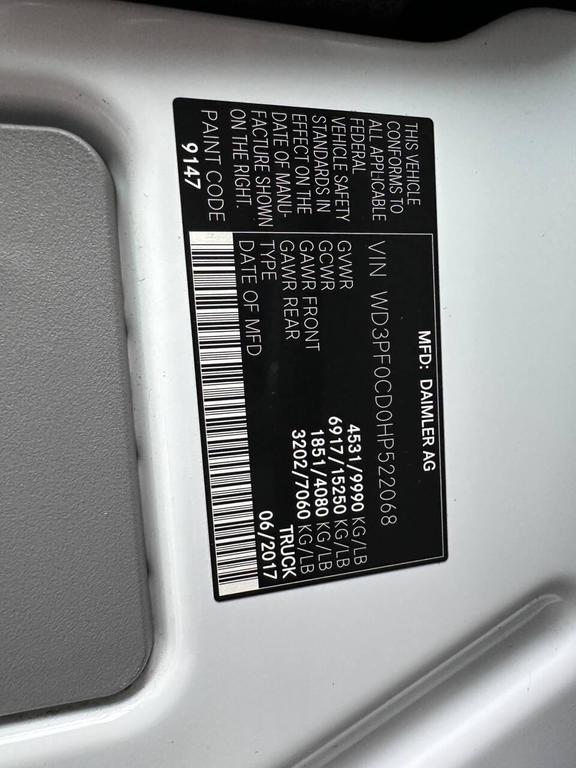 MFD: DAIMLER AG
VIN WD3PF0CD0HP522068
THIS VEHICLE
CONFORMS TO
ALL APPLICABLE
FEDERAL
VEHICLE SAFETY
STANDARDS IN
EFFECT ON THE
DATE OF MANU-
FACTURE SHOWN
ON THE RIGHT.
PAINT CODE
9147
GVWR 4531/9990 KG/LB
GCWR 6917/15250 KG/LB
GAWR FRONT 1851/4080 KG/LB
GAWR REAR 3202/7060 KG/LB
TYPE TRUCK
DATE OF MFD 06/2017